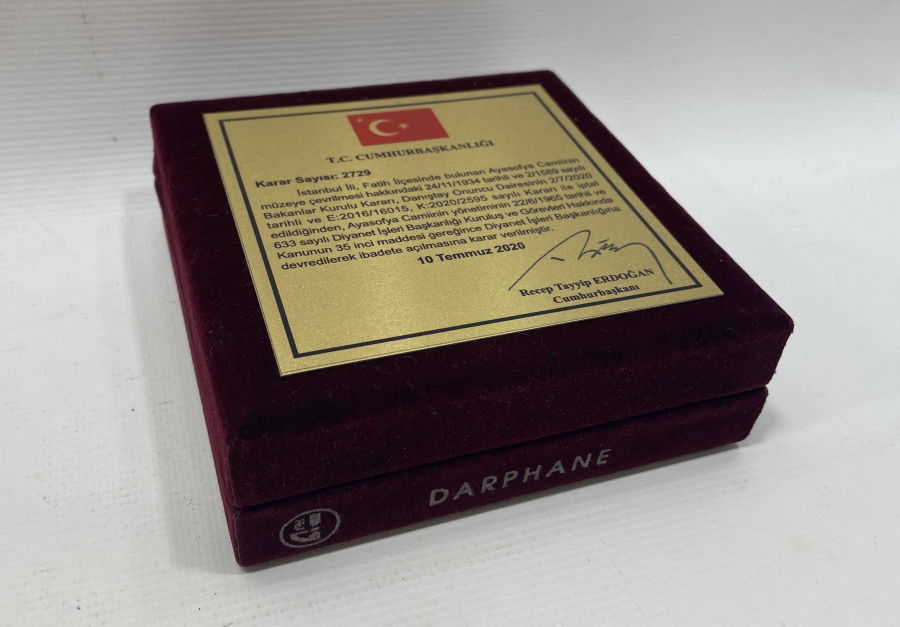 T.C. CUMHURBAŞKANLIĞI
Karar Sayısı: 2729
İstanbul İli, Fatih İlçesinde bulunan Ayasofya Camiinin
müzeye çevrilmesi hakkındaki 24/11/1934 tarihli ve 2/1589 sayılı
Bakanlar Kurulu Kararı, Danıştay Onuncu Dairesinin 2/7/2020
tarihli ve E:2016/16015, K:2020/2595 sayılı Kararı ile iptal
edildiğinden, Ayasofya Camiinin yönetiminin 22/6/1965 tarihli ve
633 sayılı Diyanet İşleri Başkanlığı Kuruluş ve Görevleri Hakkında
Kanunun 35 inci maddesi gereğince Diyanet İşleri Başkanlığına
devredilerek ibadete açılmasına karar verilmiştir.
10 Temmuz 2020
Recep Tayyip ERDOĞAN
Cumhurbaşkanı
DARPHANE